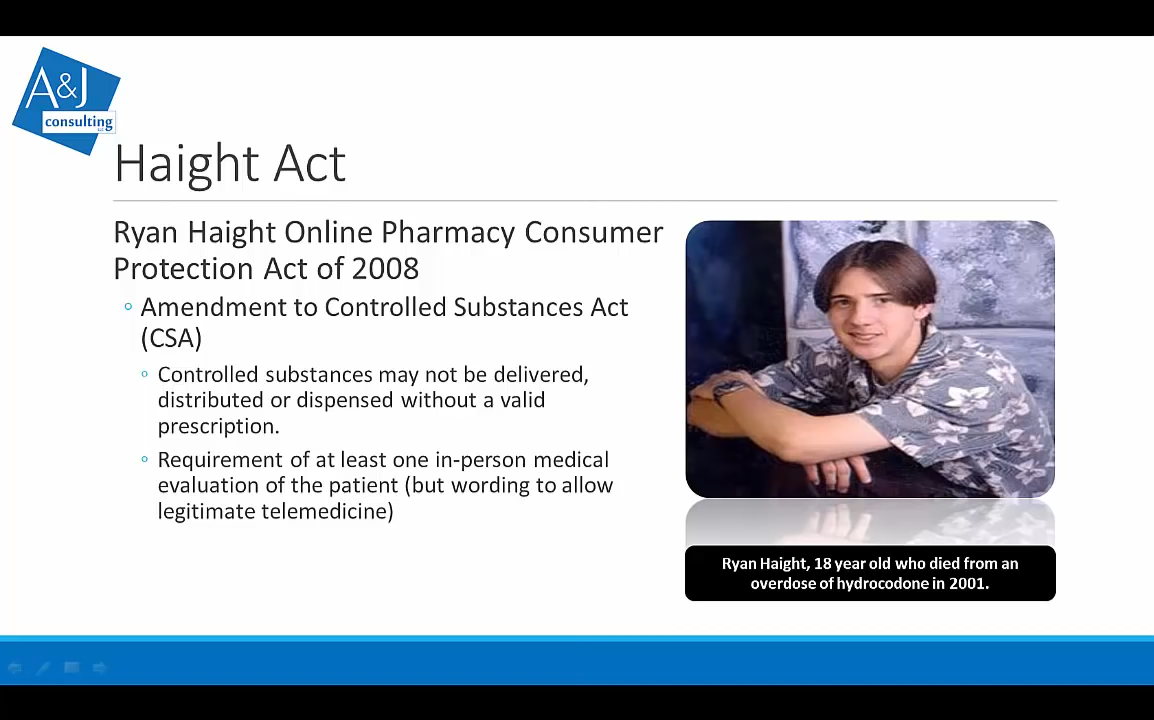 A&J
consulting
Haight Act
Ryan Haight Online Pharmacy Consumer
Protection Act of 2008
Amendment to Controlled Substances Act
(CSA)
Controlled substances may not be delivered,
distributed or dispensed without a valid
prescription.
Requirement of at least one in-person medical
evaluation of the patient (but wording to allow
legitimate telemedicine)
Ryan Haight, 18 year old who died from an
overdose of hydrocodone in 2001.